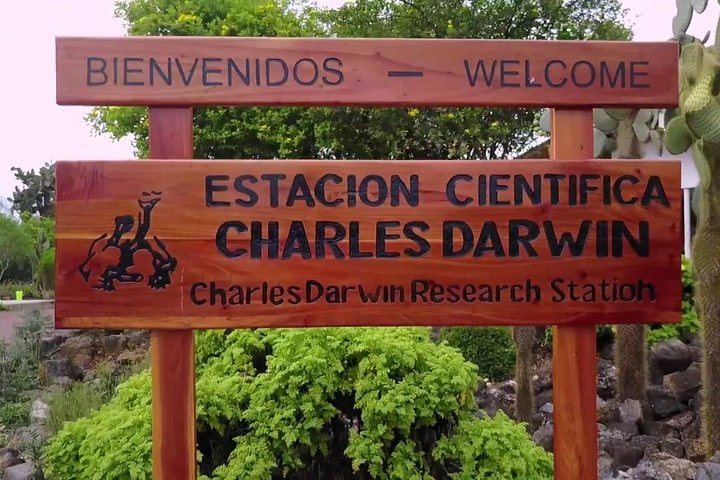 BIENVENIDOS — WELCOME
ESTACION CIENTIFICA
CHARLES DARWIN
Charles Darwin Research Station